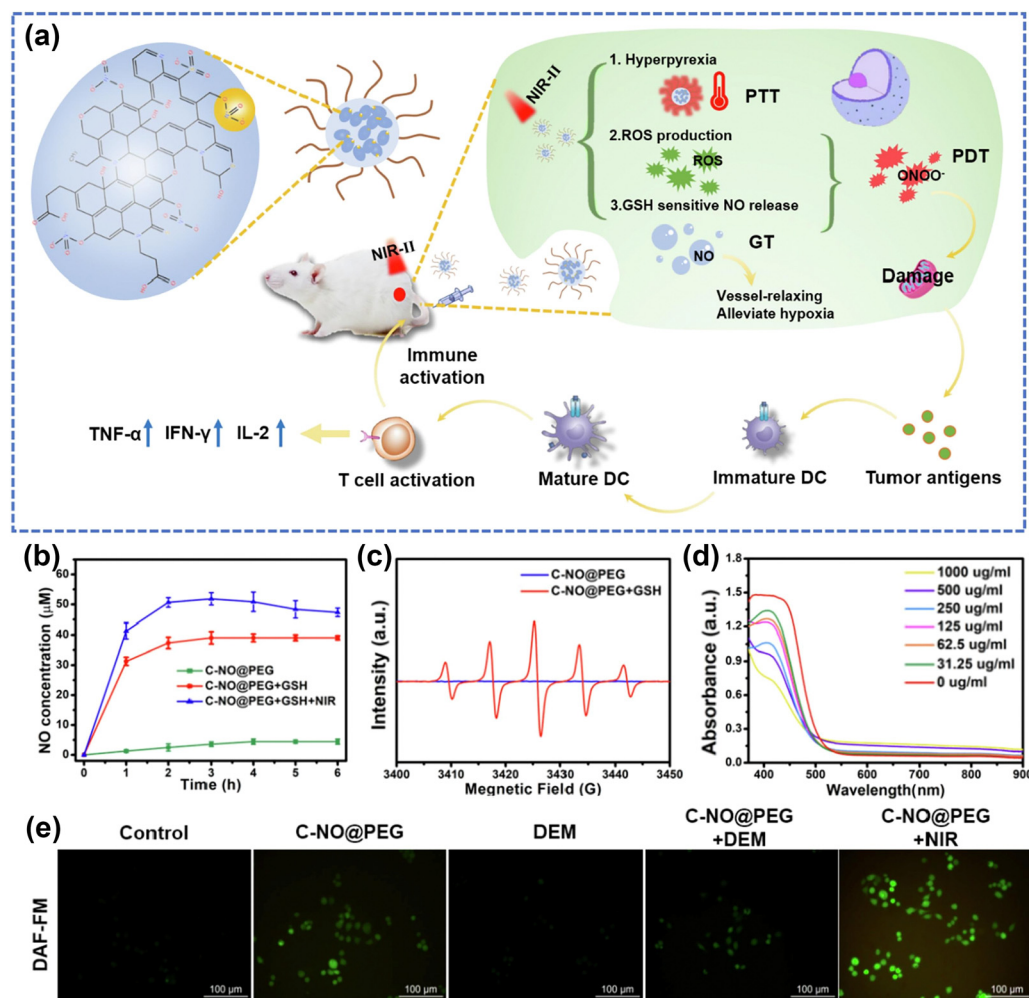 (a)
NIR-II
1. Hyperpyrexia
PTT
2.ROS production
ROS
3.GSH sensitive NO release
GT
NO
Vessel-relaxing
Alleviate hypoxia
ONOO-
PDT
Damage
NIR-II
Immune
activation
TNF-α IFN-γ IL-2
T cell activation
Mature DC
Immature DC
Tumor antigens
(b)
NO concentration (μM)
60
50
40
30
20
10
0
C-NO@PEG
C-NO@PEG+GSH
C-NO@PEG+GSH+NIR
0 1 2 3 4 5 6
Time (h)
(c)
Intensity (a.u.)
C-NO@PEG
C-NO@PEG+GSH
3400 3410 3420 3430 3440 3450
Megnetic Field (G)
(d)
Absorbance (a.u.)
1.8
1.5
1.2
0.9
0.6
0.3
0.0
1000 ug/ml
500 ug/ml
250 ug/ml
125 ug/ml
62.5 ug/ml
31.25 ug/ml
0 ug/ml
400 500 600 700 800 900
Wavelength(nm)
(e)
Control
C-NO@PEG
DEM
C-NO@PEG
+DEM
C-NO@PEG
+NIR
DAF-FM
100 μm
100 μm
100 μm
100 μm
100 μm